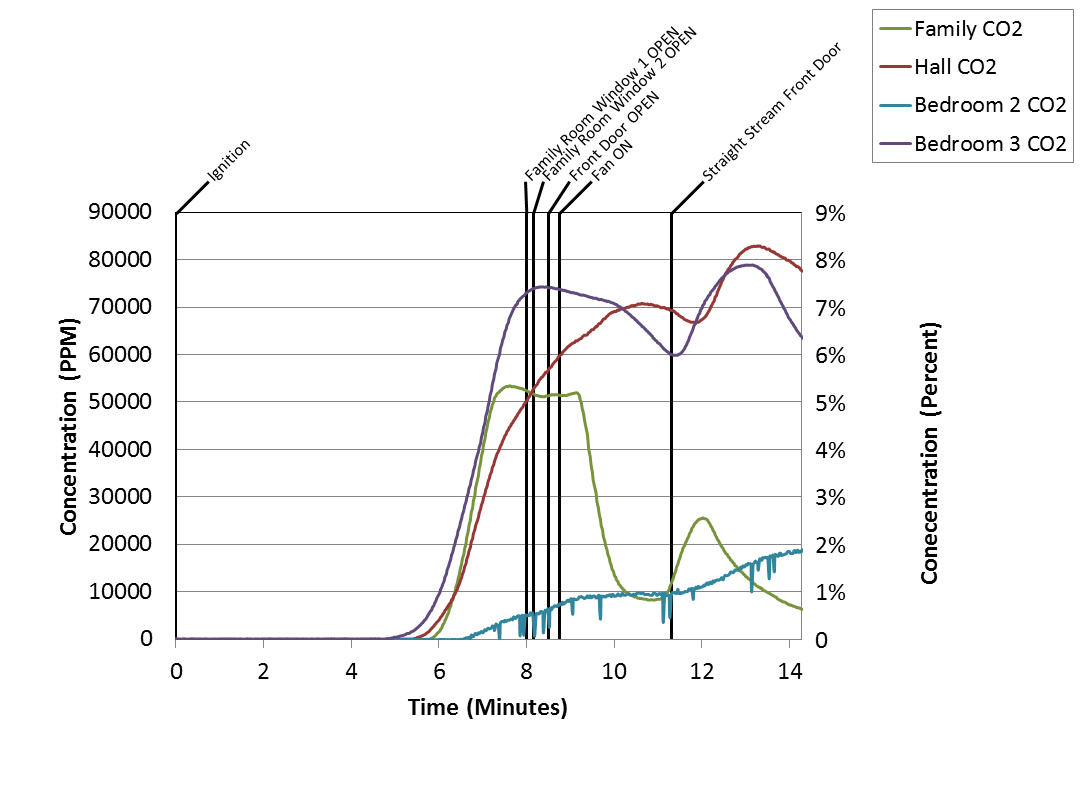 Family CO2
Hall CO2
Bedroom 2 CO2
Bedroom 3 CO2
Ignition
Family Room Window 1 OPEN
Family Room Window 2 OPEN
Front Door OPEN
Fan ON
Straight Stream Front Door
90000
80000
70000
60000
50000
40000
30000
20000
10000
0
Concentration (PPM)
9%
8%
7%
6%
5%
4%
3%
2%
1%
0
Conecentration (Percent)
0 2 4 6 8 10 12 14
Time (Minutes)